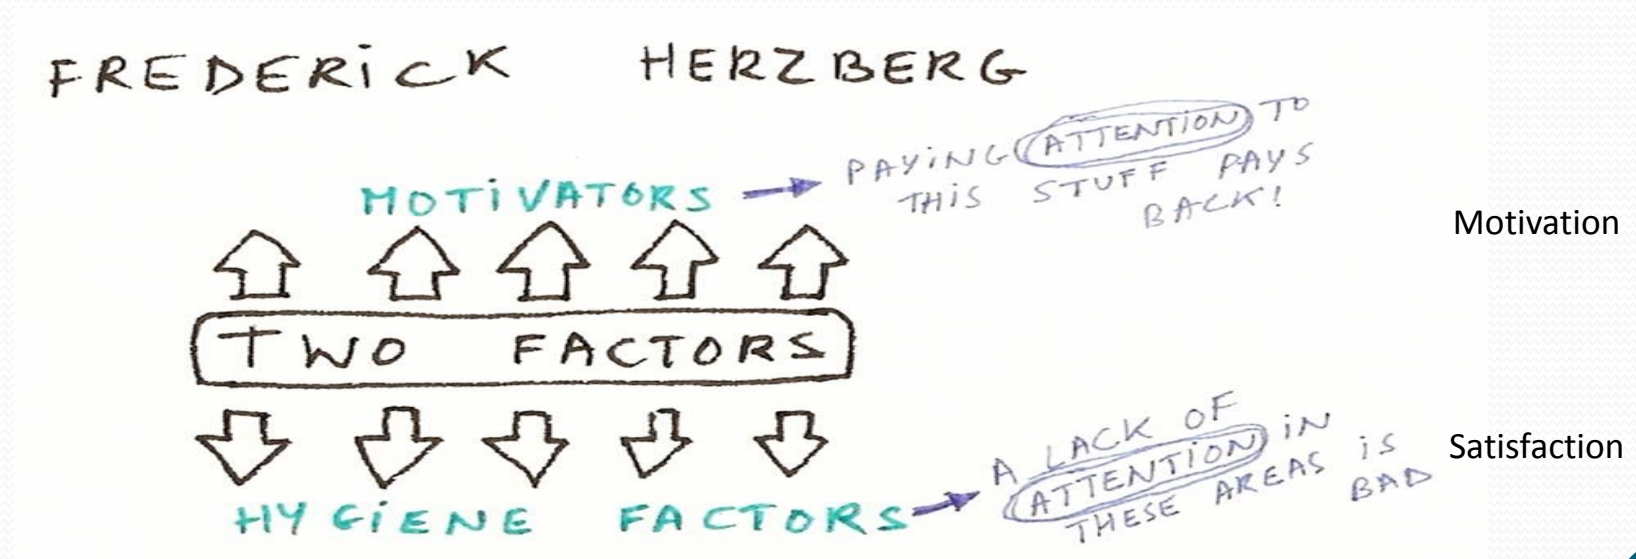 FREDERiCK HERZBERG
MOTiVATORS
PAYiNG ATTENTiON TO
THiS STUFF PAYS
BACK!
Motivation
TWO FACTORS
A LACK OF
ATTENTiON iN
THESE AREAS iS
BAD
Satisfaction
HYGiENE FACTORS